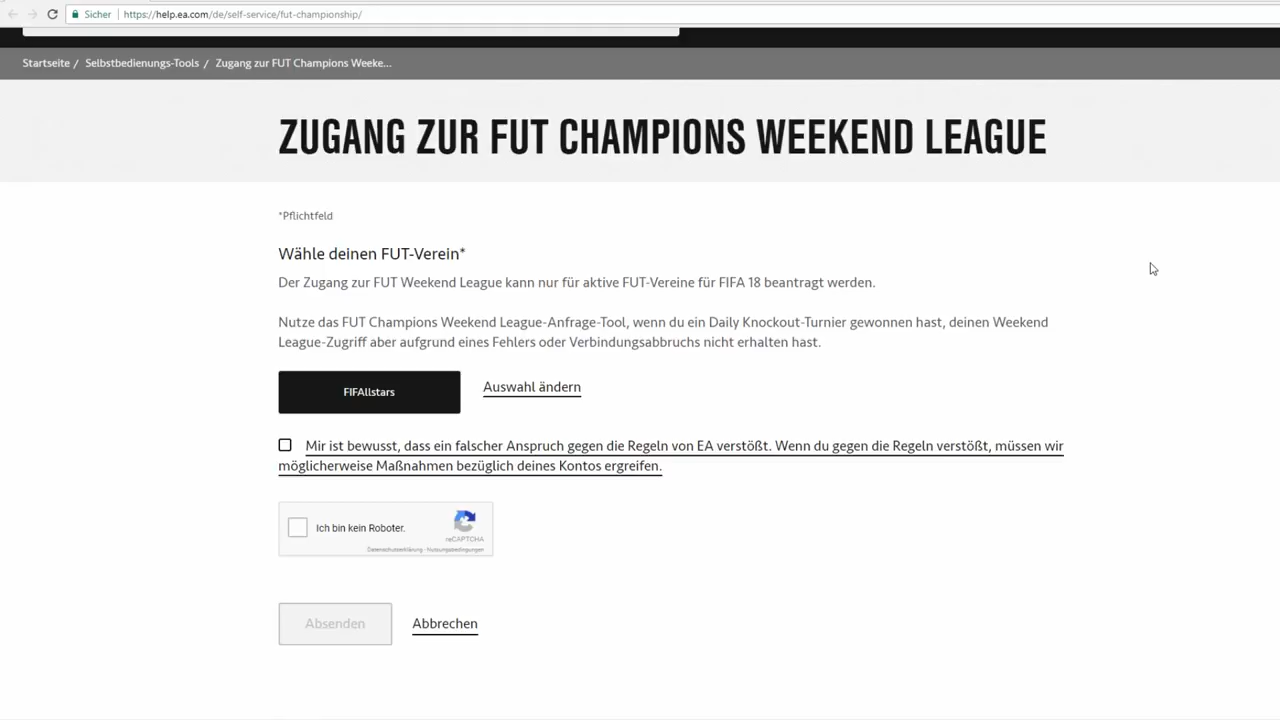 Sicher
https://help.ea.com/de/self-service/fut-championship/
Startseite / Selbstbedienungs-Tools / Zugang zur FUT Champions Weeke...
ZUGANG ZUR FUT CHAMPIONS WEEKEND LEAGUE
*Pflichtfeld
Wähle deinen FUT-Verein*
Der Zugang zur FUT Weekend League kann nur für aktive FUT-Vereine für FIFA 18 beantragt werden.
Nutze das FUT Champions Weekend League-Anfrage-Tool, wenn du ein Daily Knockout-Turnier gewonnen hast, deinen Weekend
League-Zugriff aber aufgrund eines Fehlers oder Verbindungsabbruchs nicht erhalten hast.
FIFAllstars
Auswahl ändern
Mir ist bewusst, dass ein falscher Anspruch gegen die Regeln von EA verstößt. Wenn du gegen die Regeln verstößt, müssen wir
möglicherweise Maßnahmen bezüglich deines Kontos ergreifen.
Ich bin kein Roboter.
reCAPTCHA
Datenschutzerklärung - Nutzungsbedingungen
Absenden
Abbrechen